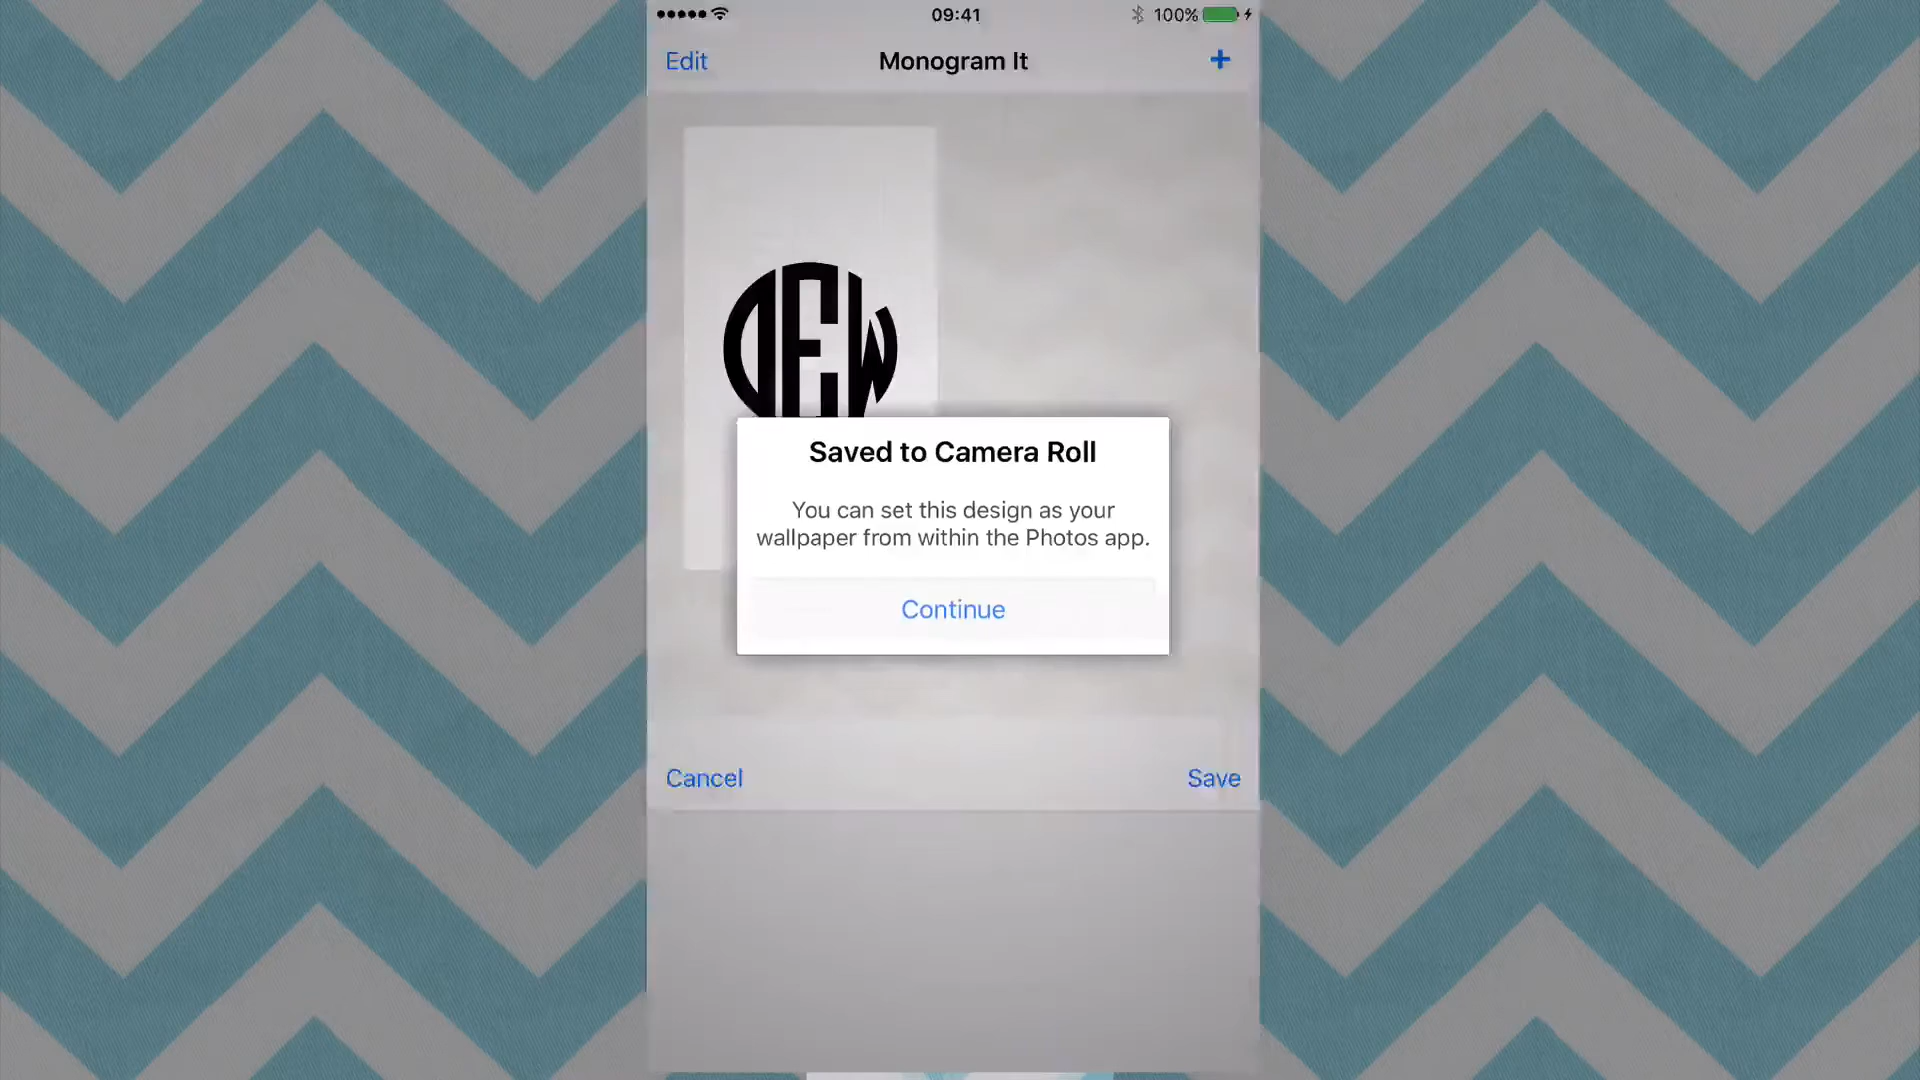 09:41
100%
Edit
Monogram It
+
DEW
Saved to Camera Roll
You can set this design as your
wallpaper from within the Photos app.
Continue
Cancel
Save